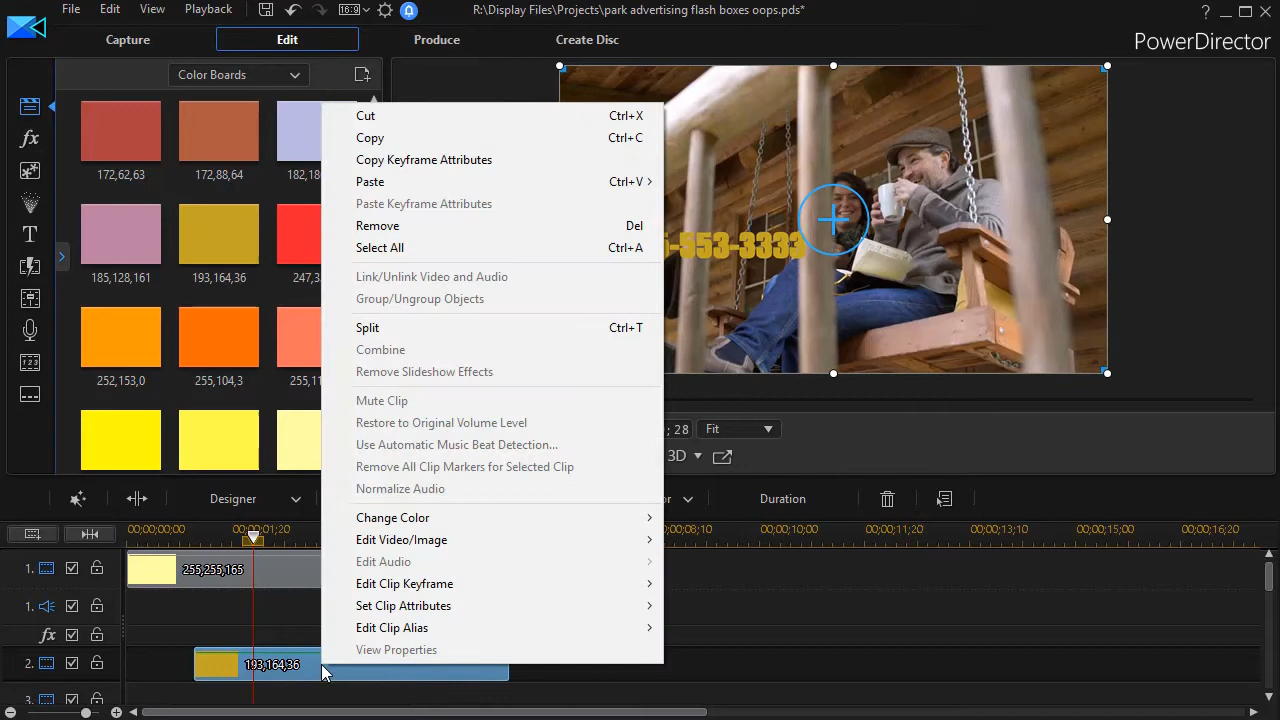 File Edit View Playback 16:9 R:\Display Files\Projects\park advertising flash boxes oops.pds* ?
Capture Edit Produce Create Disc PowerDirector
Color Boards
172,62,63 172,88,64 182,18
185,128,161 193,164,36 247,3
252,153,0 255,104,3 255,11
Cut Ctrl+X
Copy Ctrl+C
Copy Keyframe Attributes
Paste Ctrl+V
Paste Keyframe Attributes
Remove Del
Select All Ctrl+A
Link/Unlink Video and Audio
Group/Ungroup Objects
Split Ctrl+T
Combine
Remove Slideshow Effects
Mute Clip
Restore to Original Volume Level
Use Automatic Music Beat Detection...
Remove All Clip Markers for Selected Clip
Normalize Audio
Change Color
Edit Video/Image
Edit Audio
Edit Clip Keyframe
Set Clip Attributes
Edit Clip Alias
View Properties
-553-3333
; 28 Fit
3D
Designer or Duration
00;00;00;00 00;00;01;20 00;08;10 00;00;10;00 00;00;11;20 00;00;13;10 00;00;15;00 00;00;16;20
1. 255,255,165
1.
fx
2. 193,164,36
3.